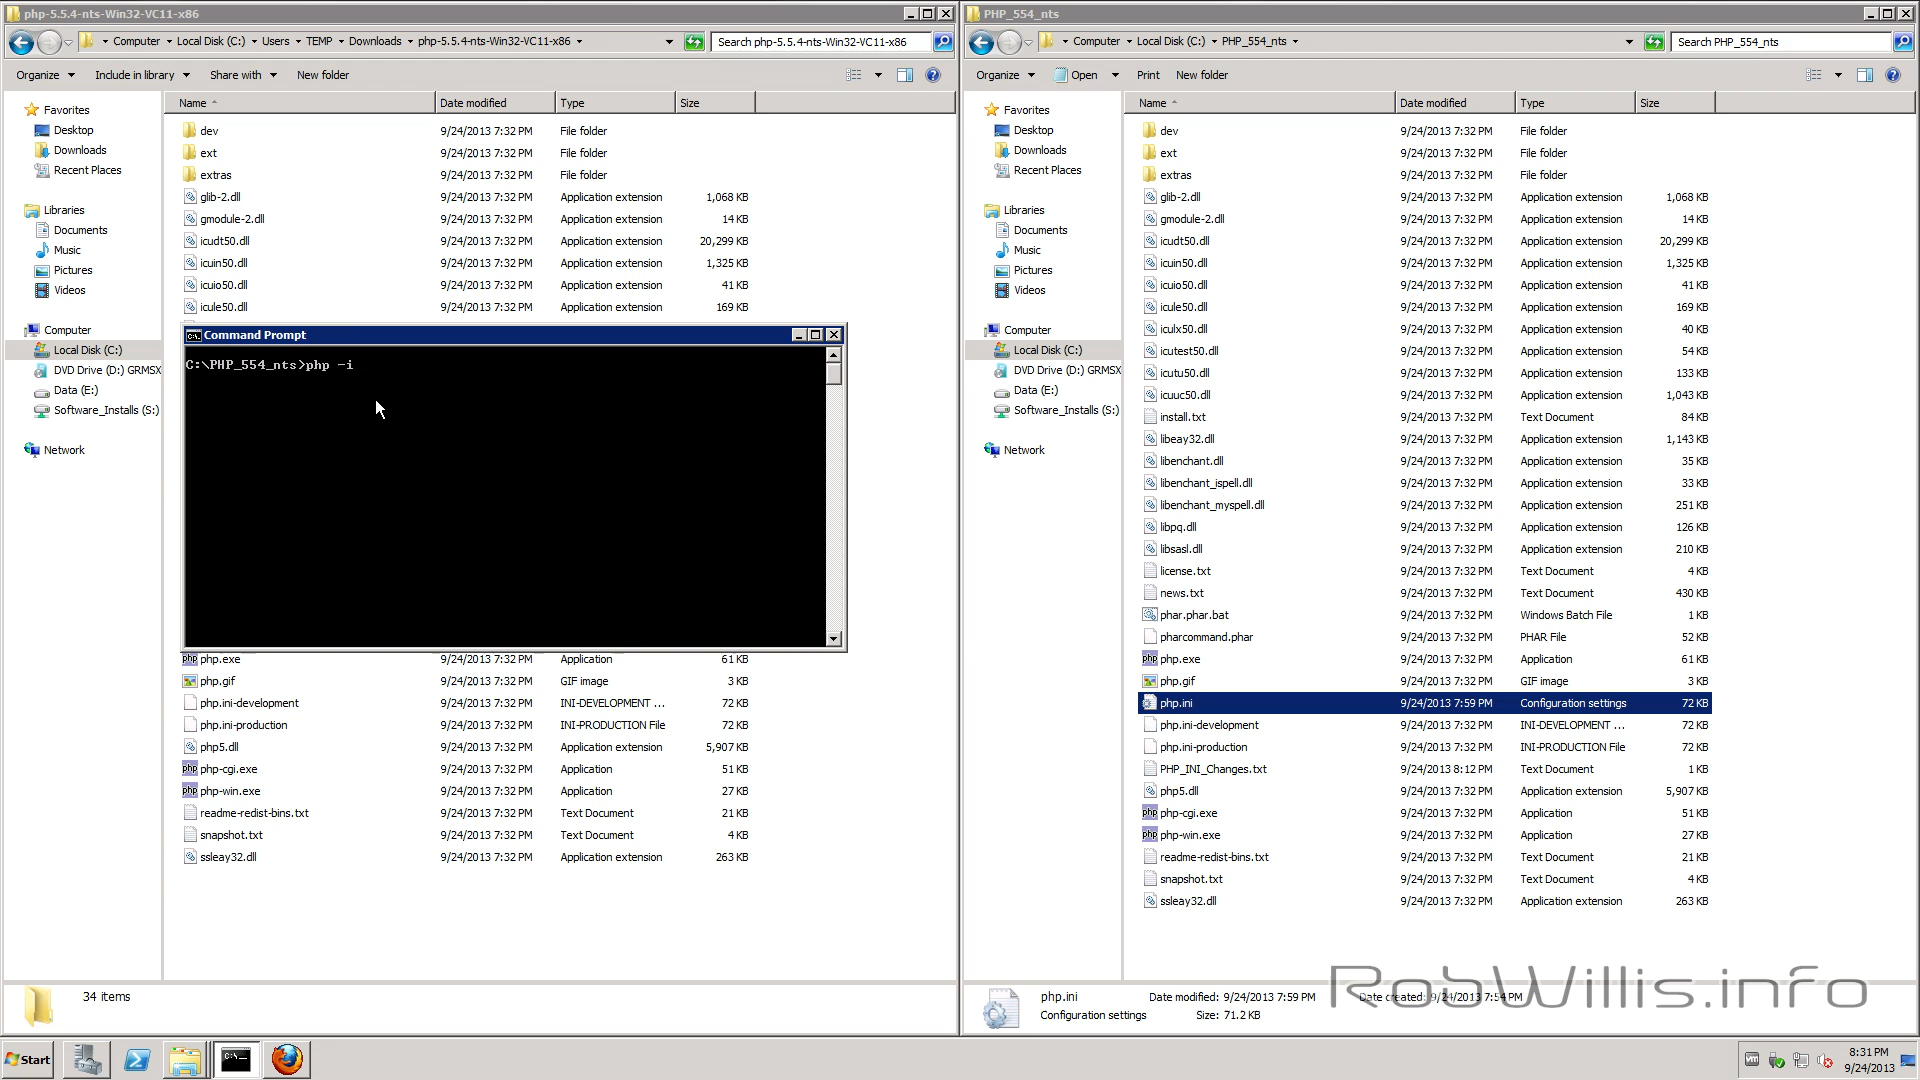 php-5.5.4-nts-Win32-VC11-x86
Computer Local Disk (C:) Users TEMP Downloads php-5.5.4-nts-Win32-VC11-x86
Search php-5.5.4-nts-Win32-VC11-x86
Organize Include in library Share with New folder
Favorites
Desktop
Downloads
Recent Places
Libraries
Documents
Music
Pictures
Videos
Computer
Local Disk (C:)
DVD Drive (D:) GRMSX
Data (E:)
Software_Installs (S:)
Network
Name Date modified Type Size
dev 9/24/2013 7:32 PM File folder
ext 9/24/2013 7:32 PM File folder
extras 9/24/2013 7:32 PM File folder
glib-2.dll 9/24/2013 7:32 PM Application extension 1,068 KB
gmodule-2.dll 9/24/2013 7:32 PM Application extension 14 KB
icudt50.dll 9/24/2013 7:32 PM Application extension 20,299 KB
icuin50.dll 9/24/2013 7:32 PM Application extension 1,325 KB
icuio50.dll 9/24/2013 7:32 PM Application extension 41 KB
icule50.dll 9/24/2013 7:32 PM Application extension 169 KB
Command Prompt
C:\PHP_554_nts>php -i
php.exe 9/24/2013 7:32 PM Application 61 KB
php.gif 9/24/2013 7:32 PM GIF image 3 KB
php.ini-development 9/24/2013 7:32 PM INI-DEVELOPMENT ... 72 KB
php.ini-production 9/24/2013 7:32 PM INI-PRODUCTION File 72 KB
php5.dll 9/24/2013 7:32 PM Application extension 5,907 KB
php-cgi.exe 9/24/2013 7:32 PM Application 51 KB
php-win.exe 9/24/2013 7:32 PM Application 27 KB
readme-redist-bins.txt 9/24/2013 7:32 PM Text Document 21 KB
snapshot.txt 9/24/2013 7:32 PM Text Document 4 KB
ssleay32.dll 9/24/2013 7:32 PM Application extension 263 KB
34 items
PHP_554_nts
Computer Local Disk (C:) PHP_554_nts
Search PHP_554_nts
Organize Open Print New folder
Favorites
Desktop
Downloads
Recent Places
Libraries
Documents
Music
Pictures
Videos
Computer
Local Disk (C:)
DVD Drive (D:) GRMSX
Data (E:)
Software_Installs (S:)
Network
Name Date modified Type Size
dev 9/24/2013 7:32 PM File folder
ext 9/24/2013 7:32 PM File folder
extras 9/24/2013 7:32 PM File folder
glib-2.dll 9/24/2013 7:32 PM Application extension 1,068 KB
gmodule-2.dll 9/24/2013 7:32 PM Application extension 14 KB
icudt50.dll 9/24/2013 7:32 PM Application extension 20,299 KB
icuin50.dll 9/24/2013 7:32 PM Application extension 1,325 KB
icuio50.dll 9/24/2013 7:32 PM Application extension 41 KB
icule50.dll 9/24/2013 7:32 PM Application extension 169 KB
iculx50.dll 9/24/2013 7:32 PM Application extension 40 KB
icutest50.dll 9/24/2013 7:32 PM Application extension 54 KB
icutu50.dll 9/24/2013 7:32 PM Application extension 133 KB
icuuc50.dll 9/24/2013 7:32 PM Application extension 1,043 KB
install.txt 9/24/2013 7:32 PM Text Document 84 KB
libeay32.dll 9/24/2013 7:32 PM Application extension 1,143 KB
libenchant.dll 9/24/2013 7:32 PM Application extension 35 KB
libenchant_ispell.dll 9/24/2013 7:32 PM Application extension 33 KB
libenchant_myspell.dll 9/24/2013 7:32 PM Application extension 251 KB
libpq.dll 9/24/2013 7:32 PM Application extension 126 KB
libsasl.dll 9/24/2013 7:32 PM Application extension 210 KB
license.txt 9/24/2013 7:32 PM Text Document 4 KB
news.txt 9/24/2013 7:32 PM Text Document 430 KB
phar.phar.bat 9/24/2013 7:32 PM Windows Batch File 1 KB
pharcommand.phar 9/24/2013 7:32 PM PHAR File 52 KB
php.exe 9/24/2013 7:32 PM Application 61 KB
php.gif 9/24/2013 7:32 PM GIF image 3 KB
php.ini 9/24/2013 7:59 PM Configuration settings 72 KB
php.ini-development 9/24/2013 7:32 PM INI-DEVELOPMENT ... 72 KB
php.ini-production 9/24/2013 7:32 PM INI-PRODUCTION File 72 KB
PHP_INI_Changes.txt 9/24/2013 8:12 PM Text Document 1 KB
php5.dll 9/24/2013 7:32 PM Application extension 5,907 KB
php-cgi.exe 9/24/2013 7:32 PM Application 51 KB
php-win.exe 9/24/2013 7:32 PM Application 27 KB
readme-redist-bins.txt 9/24/2013 7:32 PM Text Document 21 KB
snapshot.txt 9/24/2013 7:32 PM Text Document 4 KB
ssleay32.dll 9/24/2013 7:32 PM Application extension 263 KB
php.ini Date modified: 9/24/2013 7:59 PM Date created: 9/24/2013 7:54 PM
Configuration settings Size: 71.2 KB
RobWillis.info
Start
8:31 PM
9/24/2013